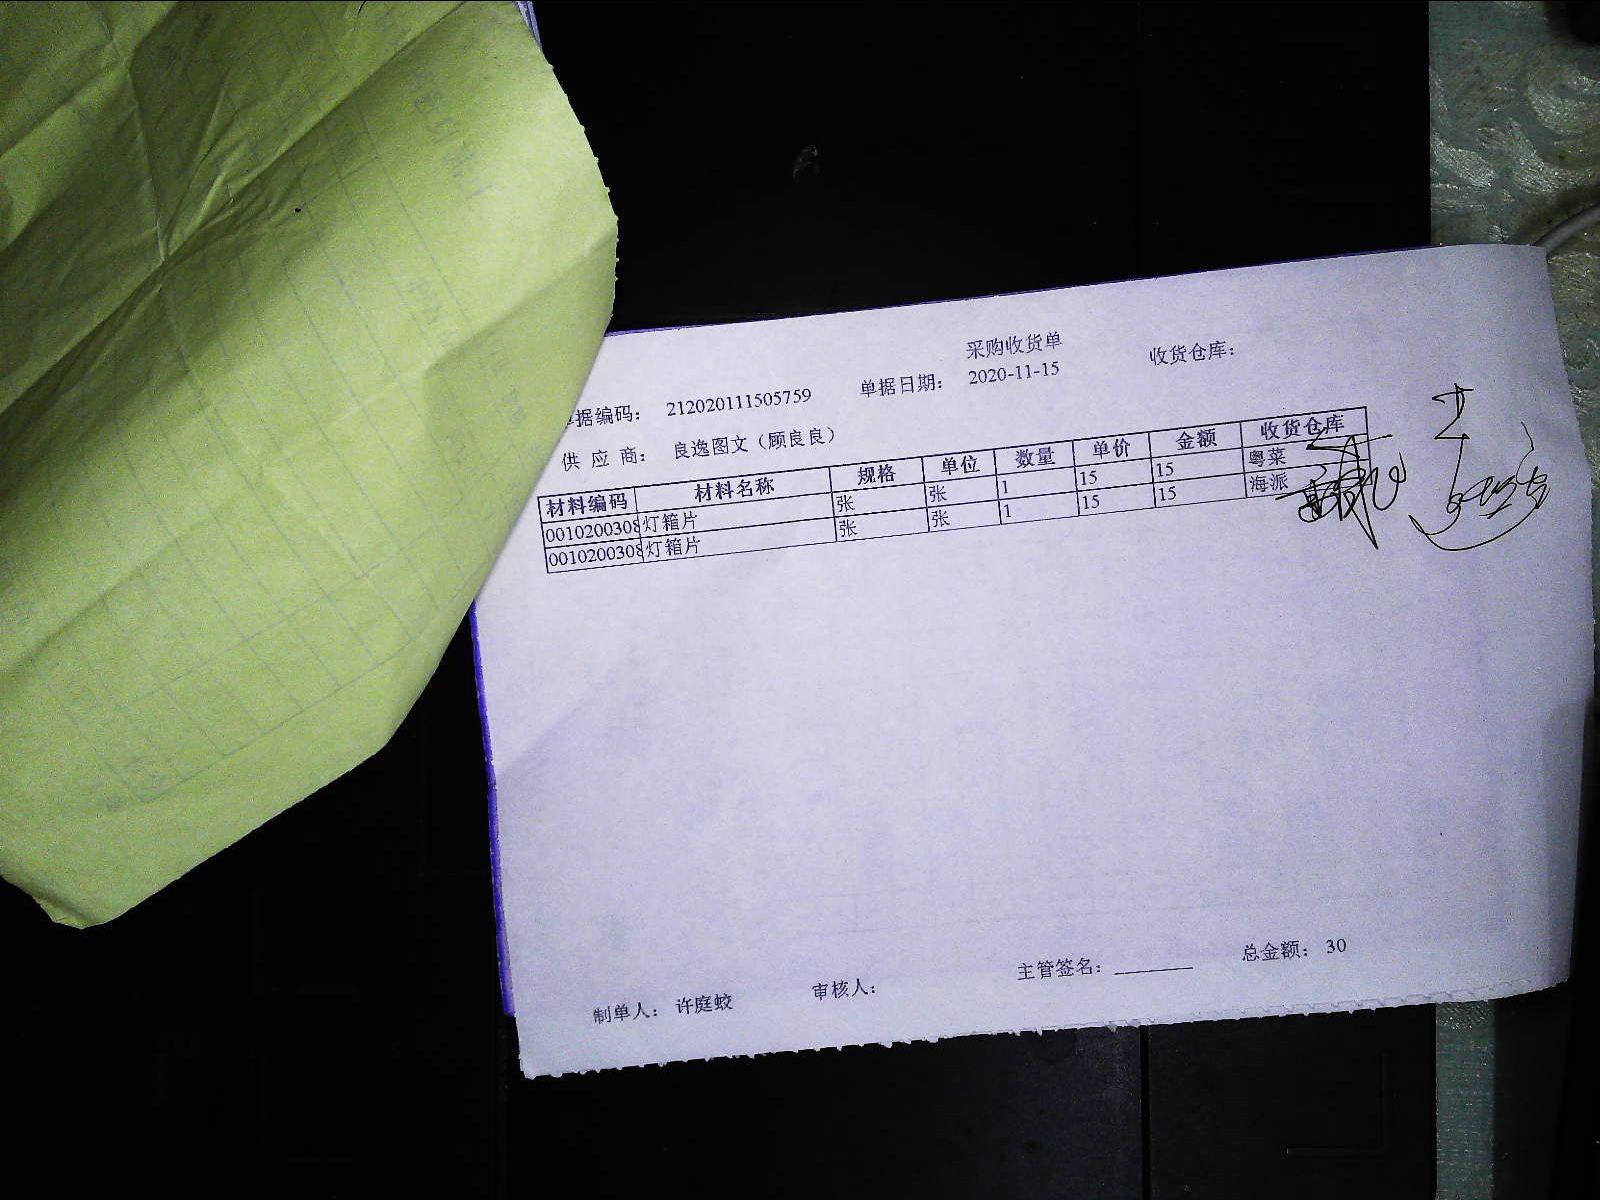 采购收货单
据编码： 212020111505759 单据日期： 2020-11-15 收货仓库：
供 应 商： 良逸图文（顾良良）
材料编码 材料名称 规格 单位 数量 单价 金额 收货仓库
0010200308 灯箱片 张 张 1 15 15 粤菜
0010200308 灯箱片 张 张 1 15 15 海派
制单人： 许庭蛟 审核人： 主管签名：________ 总金额： 30